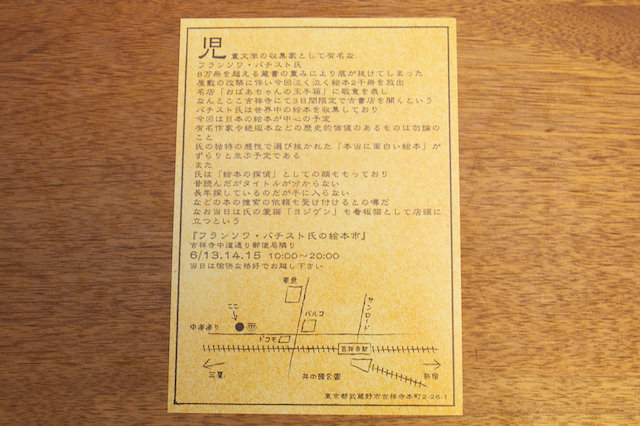 児童文学の収集家として有名な
フランソワ・バチスト氏
6万冊を超える蔵書の重みにより底が抜けてしまった
屋敷の改築に伴い今回泣く泣く絵本2千冊を放出
名店「おばあちゃんの玉手箱」に敬意を表し
なんとここ吉祥寺にて3日間限定で古書店を開くという
バチスト氏は世界中の絵本を収集しており
今回は日本の絵本が中心の予定
有名作家や絶版本などの歴史的価値のあるものは勿論の
こと
氏の独特の感性で選び抜かれた「本当に面白い絵本」が
ずらりと並ぶ予定である
また
氏は「絵本の探偵」としての顔ももっており
昔読んだがタイトルが分からない
長年探しているのだが手に入らない
などの本の捜索の依頼も受け付けるとの噂だ
なお当日は氏の愛猫「ヨジゲン」も看板猫として店頭に
立つという
『フランソワ・バチスト氏の絵本市』
吉祥寺中道通り郵便局隣り
6/13.14.15 10:00〜20:00
当日は愉快な格好でお越し下さい
東急
ここ
パルコ
サンロード
中道通り
〒
ドコモ
吉祥寺駅
三鷹
井の頭公園
新宿
東京都武蔵野市吉祥寺本町2-26-1